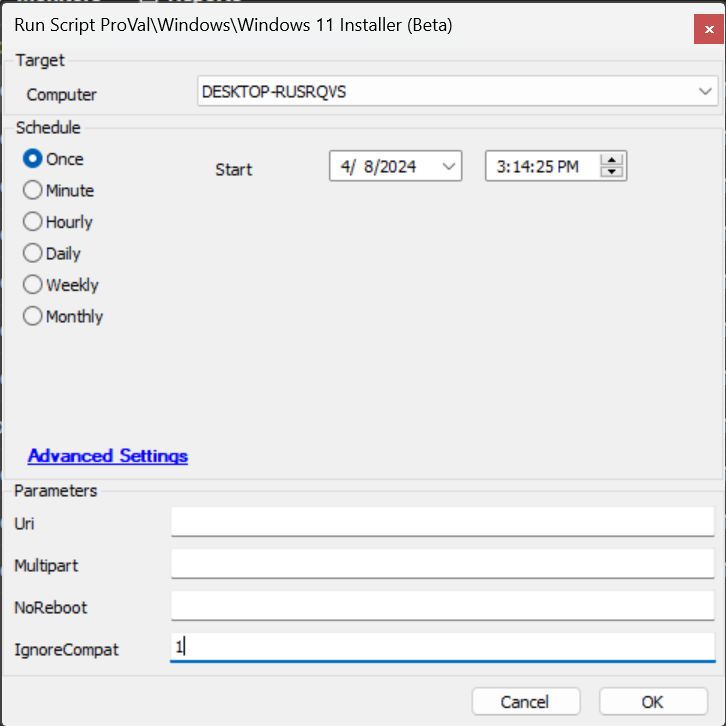 Run Script ProVal\Windows\Windows 11 Installer (Beta)
Target
Computer DESKTOP-RUSRQVS
Schedule
Once Start 4/ 8/2024 3:14:25 PM
Minute
Hourly
Daily
Weekly
Monthly
Advanced Settings
Parameters
Uri
Multipart
NoReboot
IgnoreCompat 1
Cancel OK